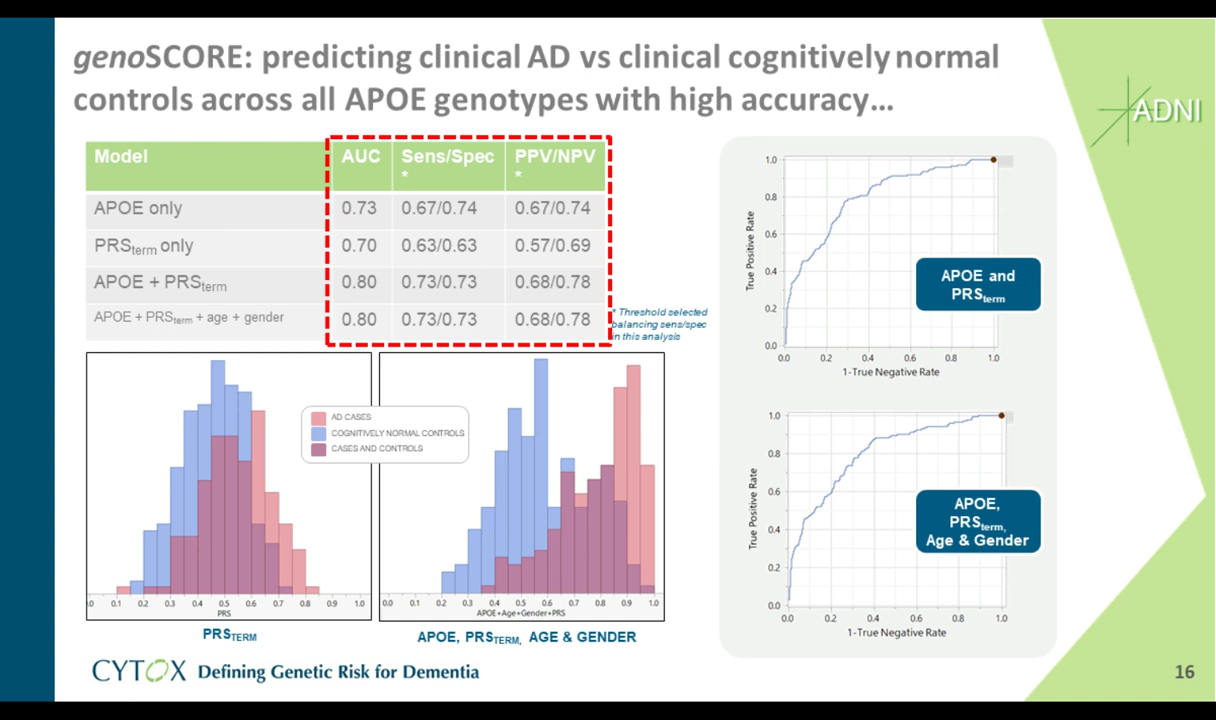 genoSCORE: predicting clinical AD vs clinical cognitively normal
controls across all APOE genotypes with high accuracy…
ADNI
Model AUC Sens/Spec * PPV/NPV *
APOE only 0.73 0.67/0.74 0.67/0.74
PRSterm only 0.70 0.63/0.63 0.57/0.69
APOE + PRSterm 0.80 0.73/0.73 0.68/0.78
APOE + PRSterm + age + gender 0.80 0.73/0.73 0.68/0.78
* Threshold selected
balancing sens/spec
in this analysis
AD CASES
COGNITIVELY NORMAL CONTROLS
CASES AND CONTROLS
.0 0.1 0.2 0.3 0.4 0.5 0.6 0.7 0.8 0.9 1.0
PRS
PRSTERM
0.0 0.1 0.2 0.3 0.4 0.5 0.6 0.7 0.8 0.9 1.0
APOE+Age+Gender+PRS
APOE, PRSTERM, AGE & GENDER
True Positive Rate
1.0
0.8
0.6
0.4
0.2
0.0
0.0 0.2 0.4 0.6 0.8 1.0
1-True Negative Rate
APOE and
PRSterm
True Positive Rate
1.0
0.8
0.6
0.4
0.2
0.0
0.0 0.2 0.4 0.6 0.8 1.0
1-True Negative Rate
APOE,
PRSterm,
Age & Gender
CYTOX Defining Genetic Risk for Dementia
16